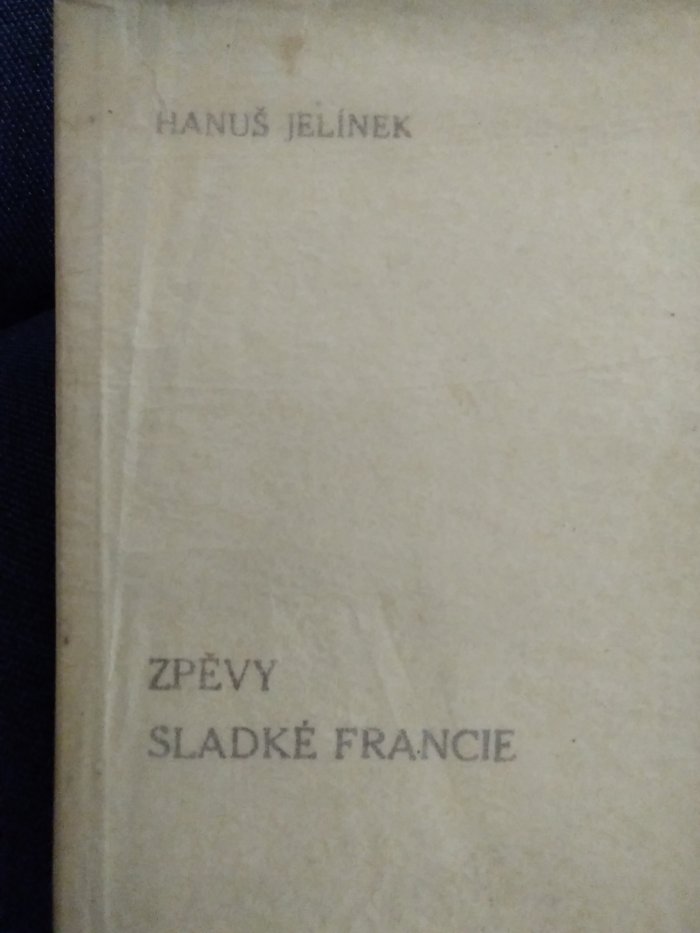 HANUŠ JELÍNEK
ZPĚVY
SLADKÉ FRANCIE